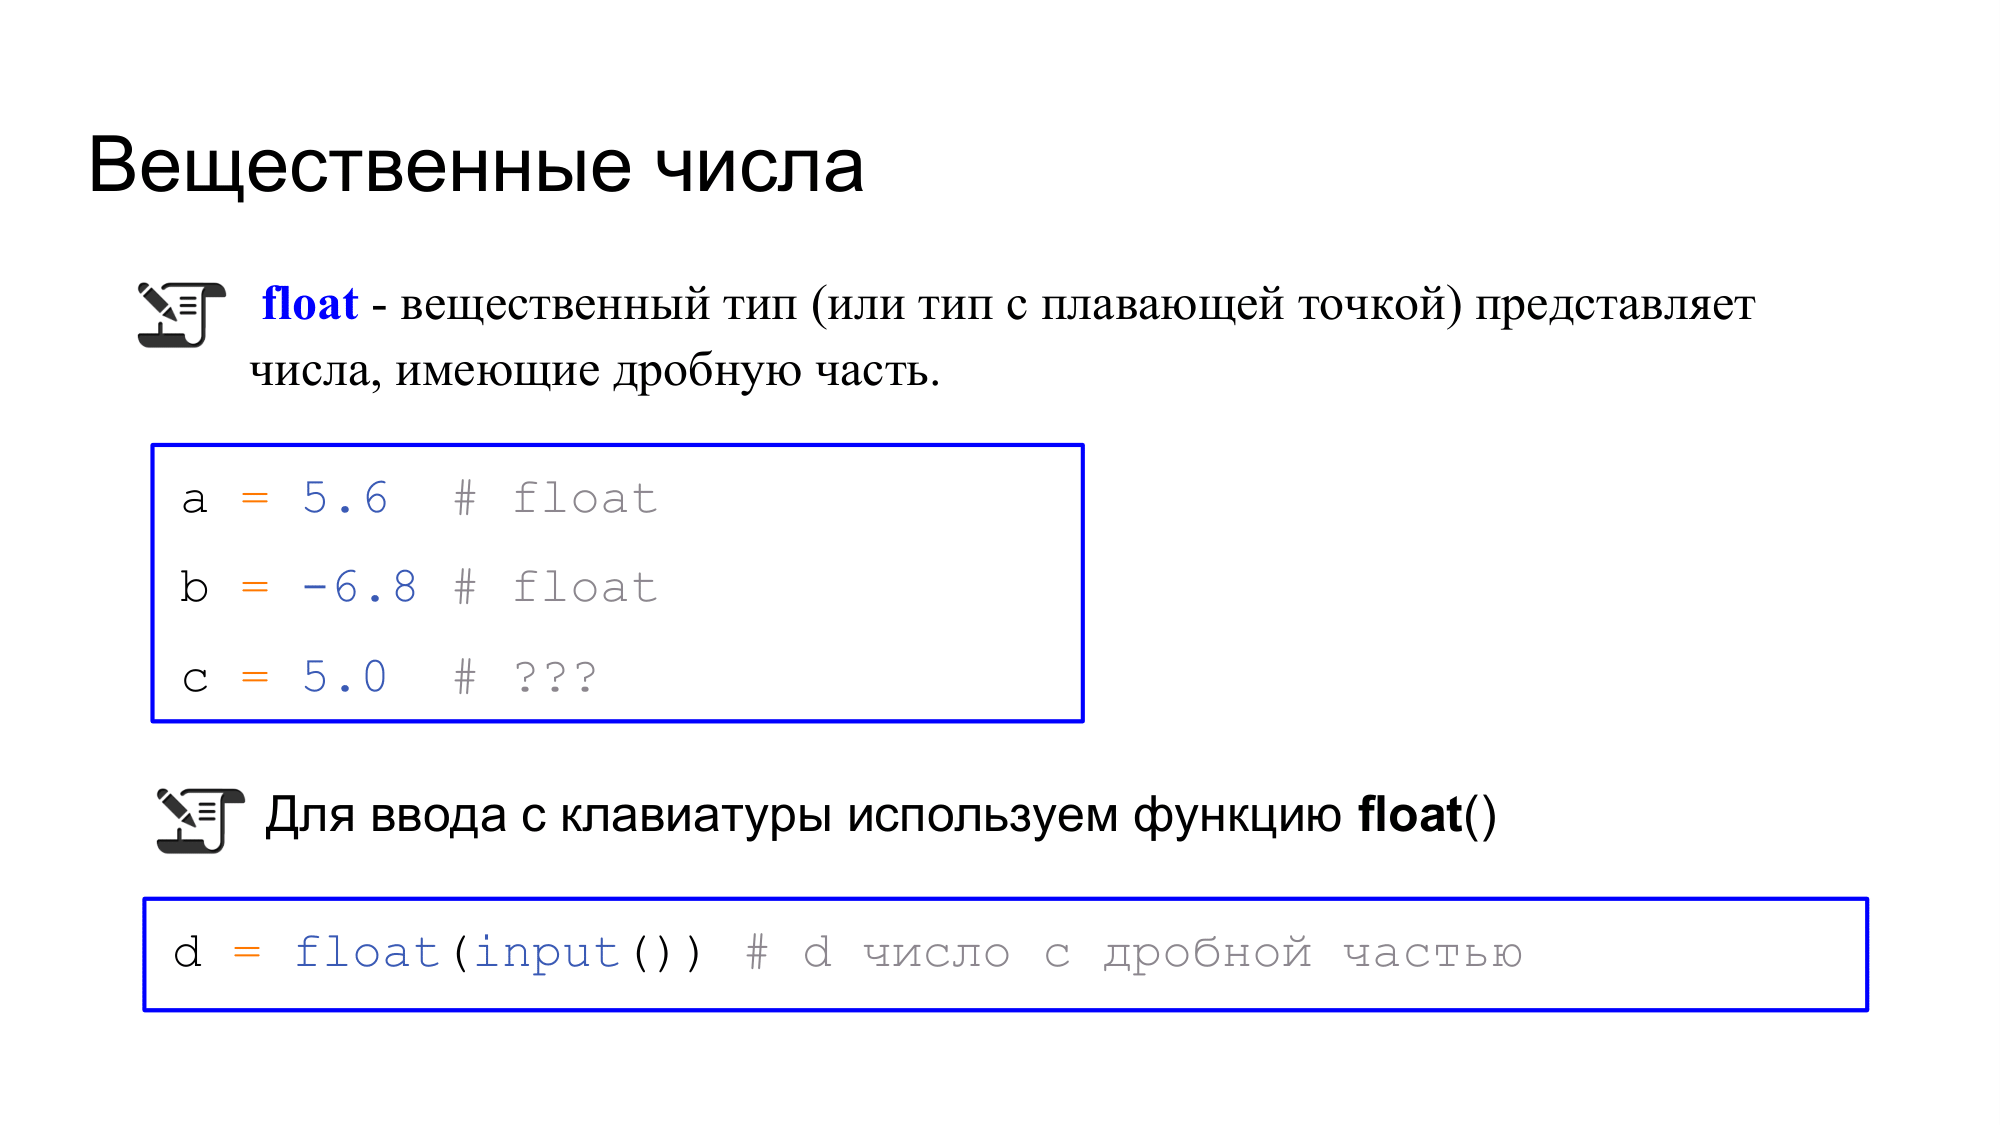 Вещественные числа
float - вещественный тип (или тип с плавающей точкой) представляет
числа, имеющие дробную часть.
a = 5.6  # float
b = -6.8 # float
c = 5.0  # ???
Для ввода с клавиатуры используем функцию float()
d = float(input()) # d число с дробной частью